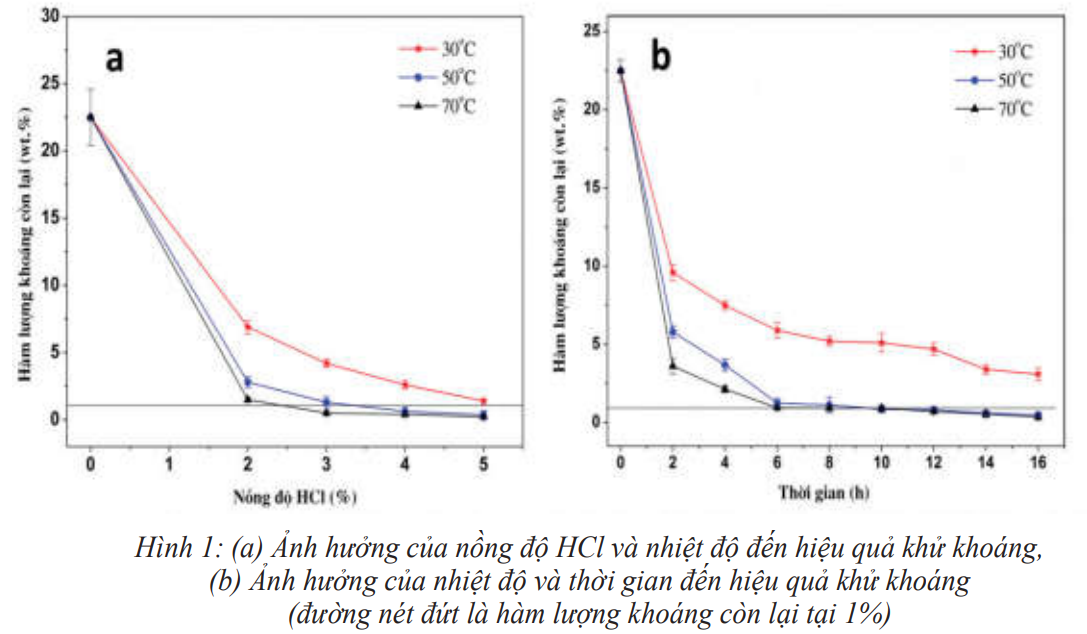 a
30°C
50°C
70°C
Hàm lượng khoáng còn lại (wt.%)
30
25
20
15
10
5
0
0 1 2 3 4 5
Nóng độ HCl (%)
b
30°C
50°C
70°C
Hàm lượng khoáng còn lại (wt.%)
25
20
15
10
5
0
0 2 4 6 8 10 12 14 16
Thời gian (h)
Hình 1: (a) Ảnh hưởng của nồng độ HCl và nhiệt độ đến hiệu quả khử khoáng,
(b) Ảnh hưởng của nhiệt độ và thời gian đến hiệu quả khử khoáng
(đường nét đứt là hàm lượng khoáng còn lại tại 1%)